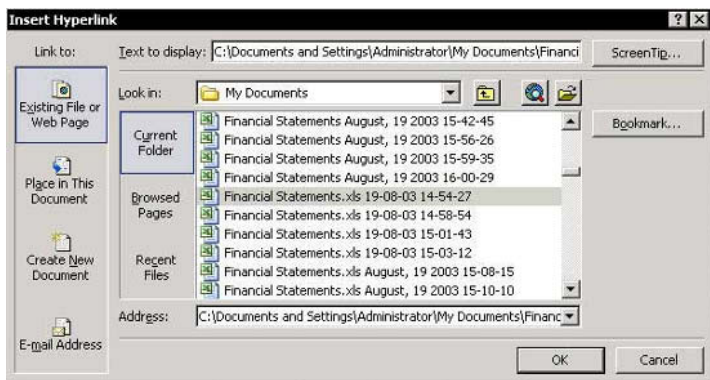 Insert Hyperlink
Link to:
Text to display: C:\Documents and Settings\Administrator\My Documents\Financi
ScreenTip...
Existing File or
Web Page
Look in: My Documents
Bookmark...
Current
Folder
Financial Statements August, 19 2003 15-42-45
Financial Statements August, 19 2003 15-56-26
Financial Statements August, 19 2003 15-59-35
Financial Statements August, 19 2003 16-00-29
Financial Statements.xls 19-08-03 14-54-27
Financial Statements.xls 19-08-03 14-58-54
Financial Statements.xls 19-08-03 15-01-43
Financial Statements.xls 19-08-03 15-03-12
Financial Statements.xls August, 19 2003 15-08-15
Financial Statements.xls August, 19 2003 15-10-10
Place in This
Document
Browsed
Pages
Create New
Document
Recent
Files
E-mail Address
Address: C:\Documents and Settings\Administrator\My Documents\Financ
OK
Cancel